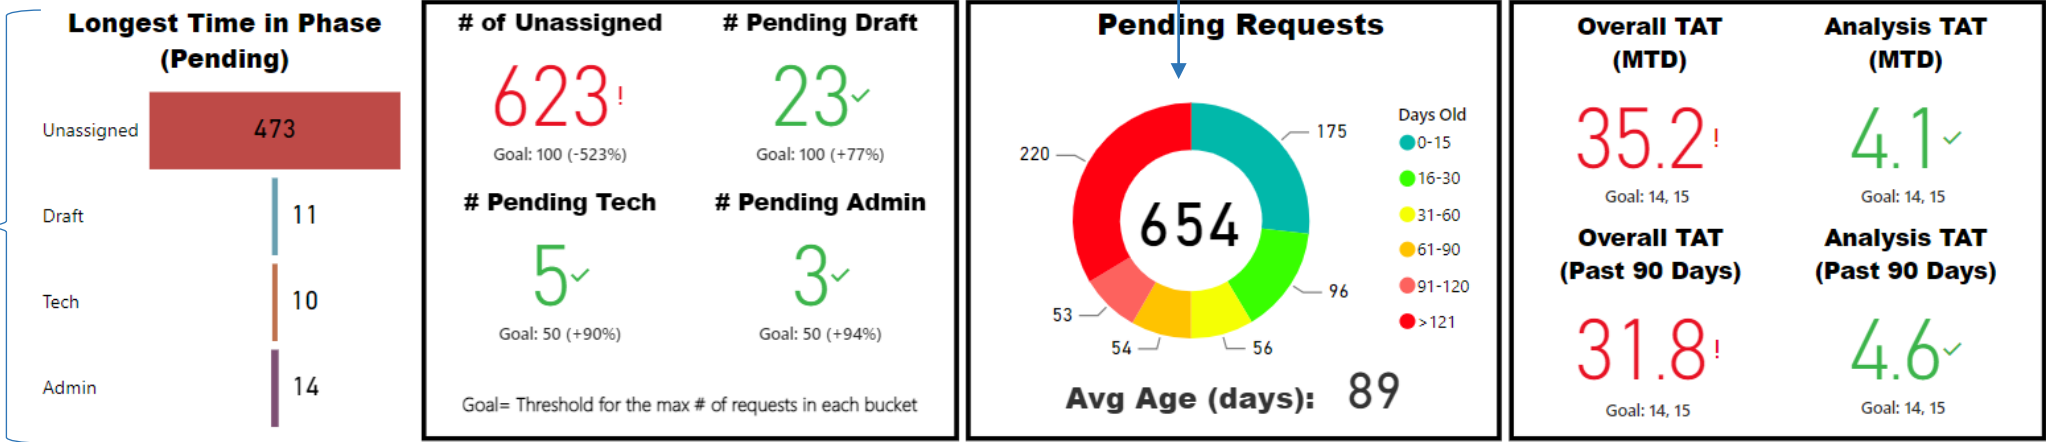 Longest Time in Phase
(Pending)
Unassigned
473
Draft
11
Tech
10
Admin
14
# of Unassigned
623!
Goal: 100 (-523%)
# Pending Draft
23✓
Goal: 100 (+77%)
# Pending Tech
5✓
Goal: 50 (+90%)
# Pending Admin
3✓
Goal: 50 (+94%)
Goal= Threshold for the max # of requests in each bucket
Pending Requests
220
175
654
96
53
54
56
Days Old
0-15
16-30
31-60
61-90
91-120
>121
Avg Age (days): 89
Overall TAT
(MTD)
35.2!
Goal: 14, 15
Analysis TAT
(MTD)
4.1✓
Goal: 14, 15
Overall TAT
(Past 90 Days)
31.8!
Goal: 14, 15
Analysis TAT
(Past 90 Days)
4.6✓
Goal: 14, 15